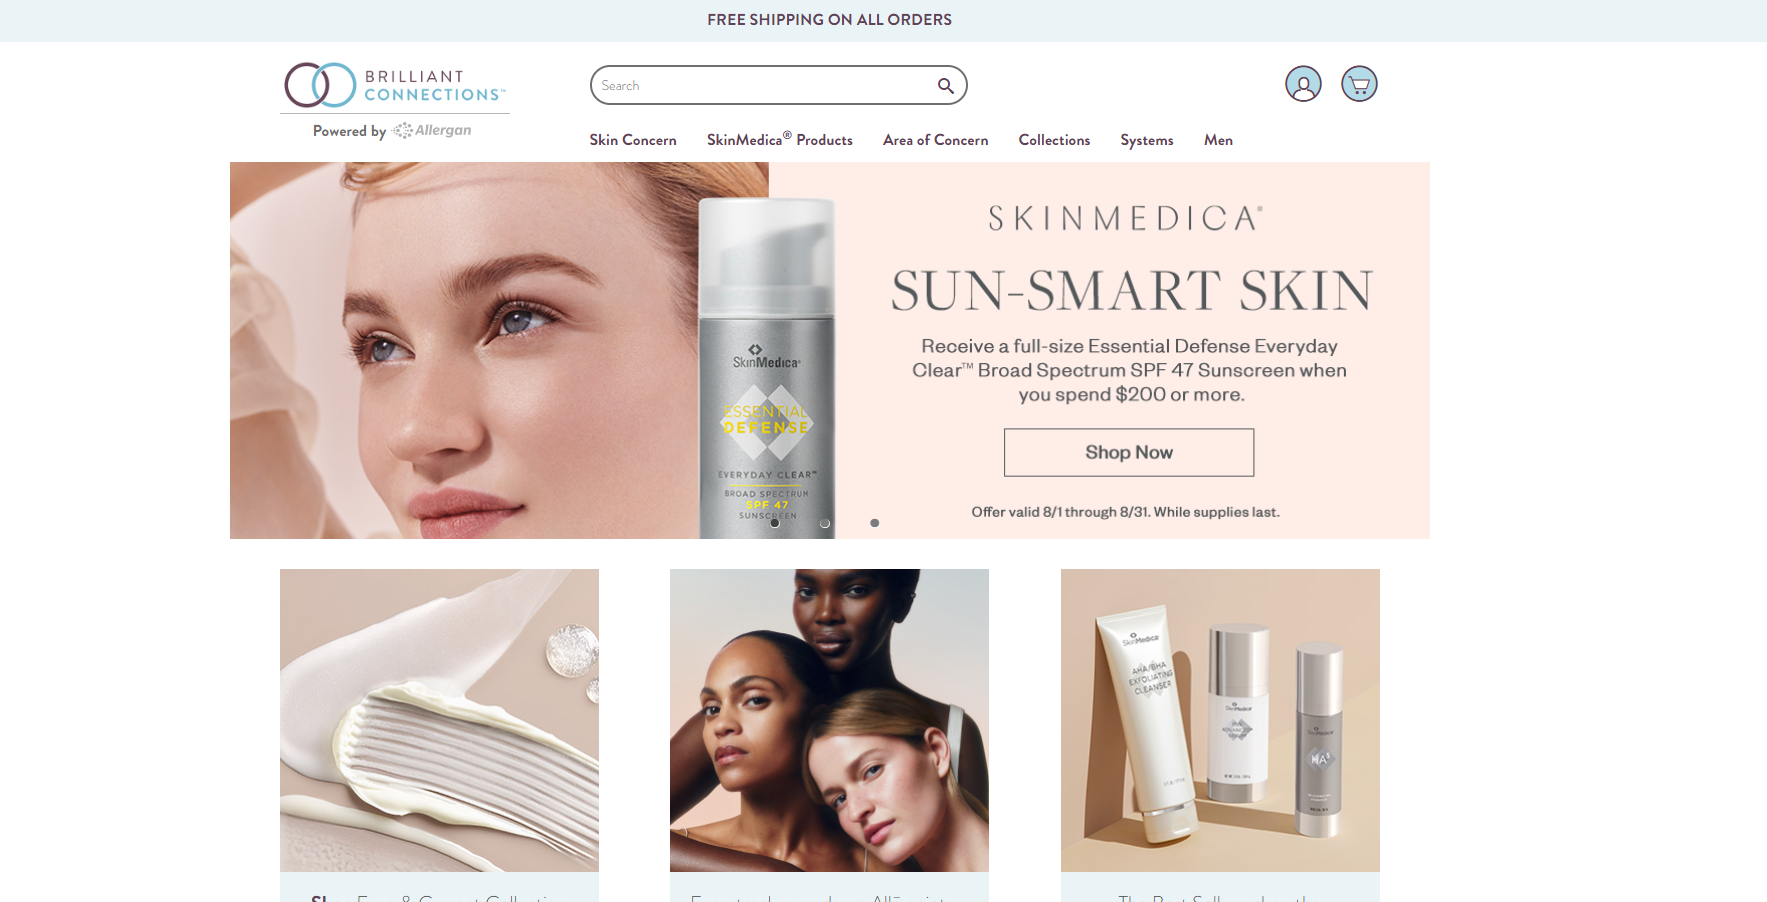 FREE SHIPPING ON ALL ORDERS
BRILLIANT
CONNECTIONS™
Powered by Allergan
Search
Skin Concern SkinMedica® Products Area of Concern Collections Systems Men
SKINMEDICA®
SUN-SMART SKIN
Receive a full-size Essential Defense Everyday
Clear™ Broad Spectrum SPF 47 Sunscreen when
you spend $200 or more.
Shop Now
Offer valid 8/1 through 8/31. While supplies last.
SkinMedica®
ESSENTIAL
DEFENSE
EVERYDAY CLEAR™
BROAD SPECTRUM
SPF 47
SUNSCREEN
SkinMedica®
AHA/BHA
EXFOLIATING
CLEANSER
SkinMedica
SkinMedica
HA⁵